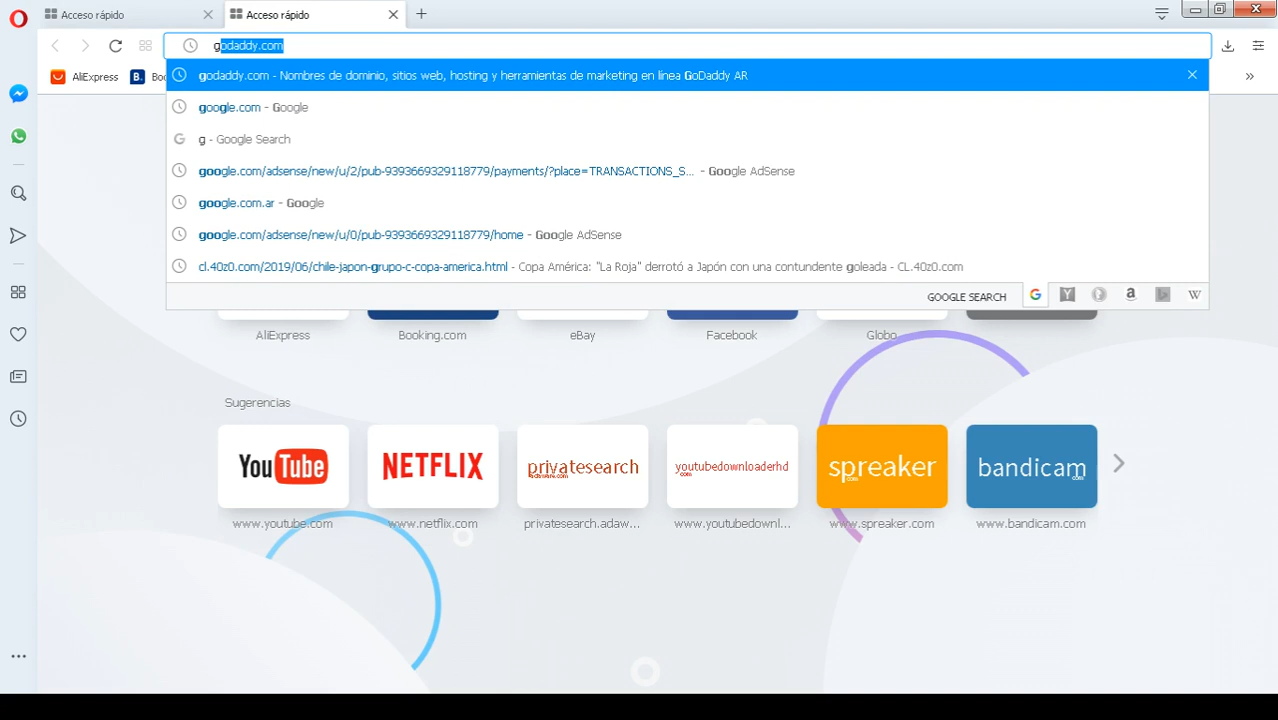 Acceso rápido
Acceso rápido
godaddy.com
AliExpress
B. Boo
godaddy.com - Nombres de dominio, sitios web, hosting y herramientas de marketing en línea GoDaddy AR
google.com - Google
g - Google Search
google.com/adsense/new/u/2/pub-9393669329118779/payments/?place=TRANSACTIONS_S... - Google AdSense
google.com.ar - Google
google.com/adsense/new/u/0/pub-9393669329118779/home - Google AdSense
cl.40z0.com/2019/06/chile-japon-grupo-c-copa-america.html - Copa América: "La Roja" derrotó a Japón con una contundente goleada - CL.40z0.com
GOOGLE SEARCH
AliExpress
Booking.com
eBay
Facebook
Globo
Sugerencias
YouTube
NETFLIX
privatesearch
youtubedownloaderhd
.com
spreaker
.com
bandicam
.com
www.youtube.com
www.netflix.com
privatesearch.adaw...
www.youtubedownl...
www.spreaker.com
www.bandicam.com